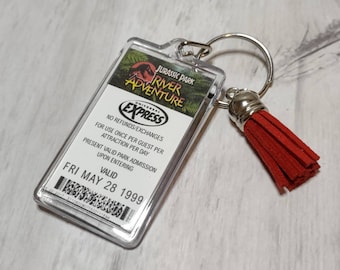 JURASSIC PARK
RIVER
ADVENTURE
UNIVERSAL
EXPRESS
NO REFUNDS/EXCHANGES
FOR USE ONCE PER GUEST PER
ATTRACTION PER DAY
PRESENT VALID PARK ADMISSION
UPON ENTERING
VALID
FRI MAY 28 1999